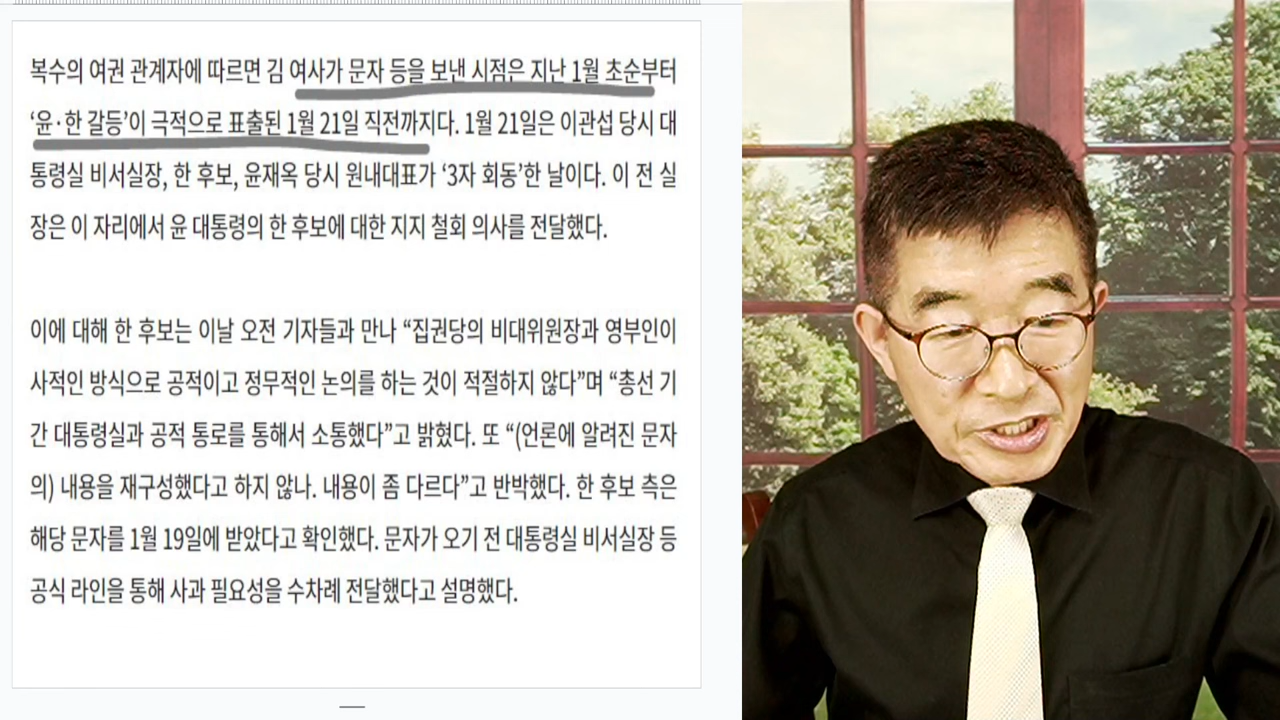 복수의 여권 관계자에 따르면 김 여사가 문자 등을 보낸 시점은 지난 1월 초순부터
‘윤·한 갈등’이 극적으로 표출된 1월 21일 직전까지다. 1월 21일은 이관섭 당시 대
통령실 비서실장, 한 후보, 윤재옥 당시 원내대표가 ‘3자 회동’한 날이다. 이 전 실
장은 이 자리에서 윤 대통령의 한 후보에 대한 지지 철회 의사를 전달했다.
이에 대해 한 후보는 이날 오전 기자들과 만나 “집권당의 비대위원장과 영부인이
사적인 방식으로 공적이고 정무적인 논의를 하는 것이 적절하지 않다”며 “총선 기
간 대통령실과 공적 통로를 통해서 소통했다”고 밝혔다. 또 “(언론에 알려진 문자
의) 내용을 재구성했다고 하지 않나. 내용이 좀 다르다”고 반박했다. 한 후보 측은
해당 문자를 1월 19일에 받았다고 확인했다. 문자가 오기 전 대통령실 비서실장 등
공식 라인을 통해 사과 필요성을 수차례 전달했다고 설명했다.